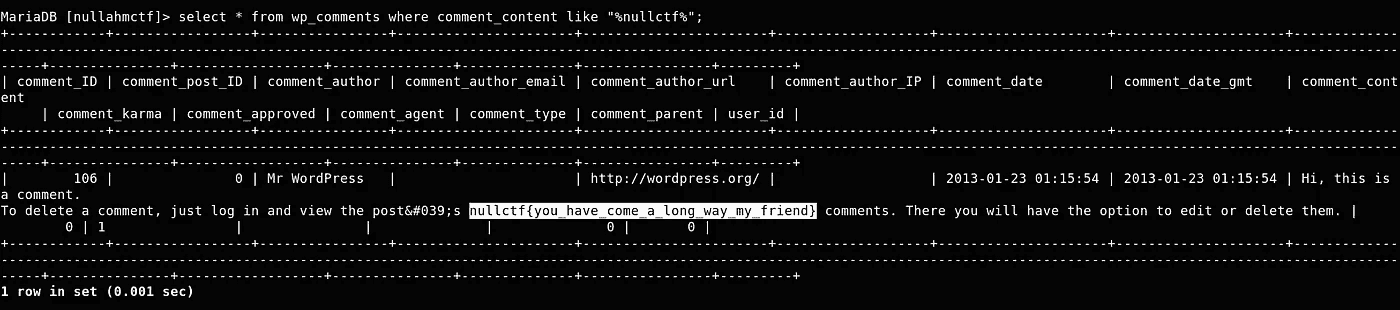 MariaDB [nullahmctf]> select * from wp_comments where comment_content like "%nullctf%";
+------------+-----------------+----------------+----------------------+-----------------------+-------------------+---------------------+---------------------+-------------
------------------------------------------------------------------------------------------------------------------------------------------------------------------------------
-----+---------------+------------------+---------------+--------------+----------------+---------+
| comment_ID | comment_post_ID | comment_author | comment_author_email | comment_author_url    | comment_author_IP | comment_date        | comment_date_gmt    | comment_cont
ent
     | comment_karma | comment_approved | comment_agent | comment_type | comment_parent | user_id |
+------------+-----------------+----------------+----------------------+-----------------------+-------------------+---------------------+---------------------+-------------
------------------------------------------------------------------------------------------------------------------------------------------------------------------------------
-----+---------------+------------------+---------------+--------------+----------------+---------+
|        106 |               0 | Mr WordPress   |                      | http://wordpress.org/ |                   | 2013-01-23 01:15:54 | 2013-01-23 01:15:54 | Hi, this is
a comment.
To delete a comment, just log in and view the post&#039;s nullctf{you_have_come_a_long_way_my_friend} comments. There you will have the option to edit or delete them. |
        0 | 1                |               |              |              0 |       0 |
+------------+-----------------+----------------+----------------------+-----------------------+-------------------+---------------------+---------------------+-------------
------------------------------------------------------------------------------------------------------------------------------------------------------------------------------
-----+---------------+------------------+---------------+--------------+----------------+---------+
1 row in set (0.001 sec)